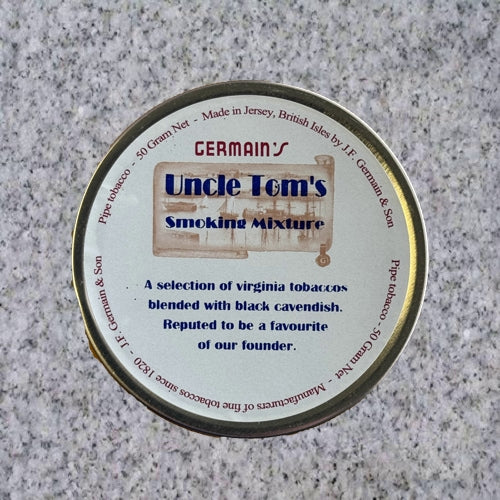 Pipe tobacco - 50 Gram Net - Made in Jersey, British Isles by J.F. Germain & Son
GERMAIN'S
Uncle Tom's
Smoking Mixture
A selection of virginia tobaccos
blended with black cavendish.
Reputed to be a favourite
of our founder.
Pipe tobacco - 50 Gram Net - Manufacturers of fine tobaccos since 1820 - J.F. Germain & Son
G